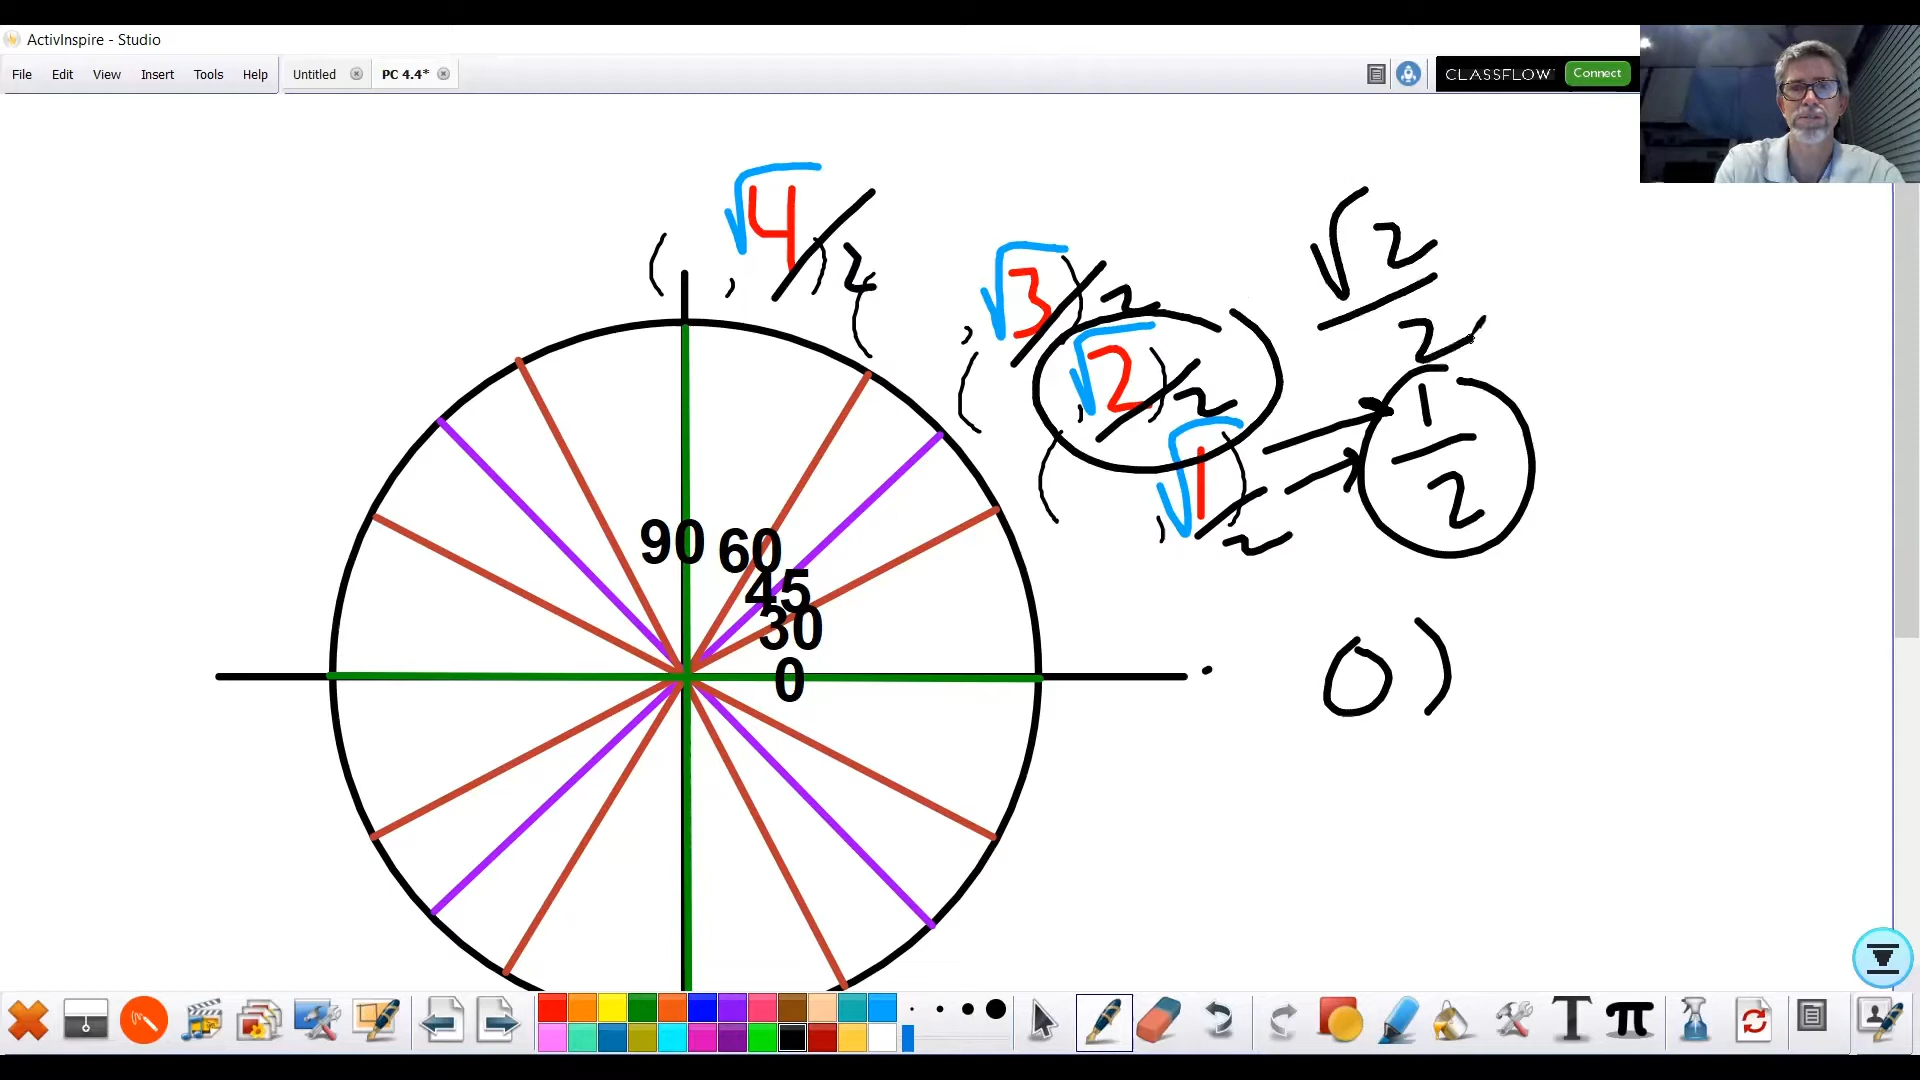 ActivInspire - Studio
File Edit View Insert Tools Help Untitled PC 4.4* CLASSFLOW Connect
( , √4/2 )
( , √3/2 )
( , √2/2 )
( , √1/2 )
√2/2
1/2
90
60
45
30
0
0)
T π